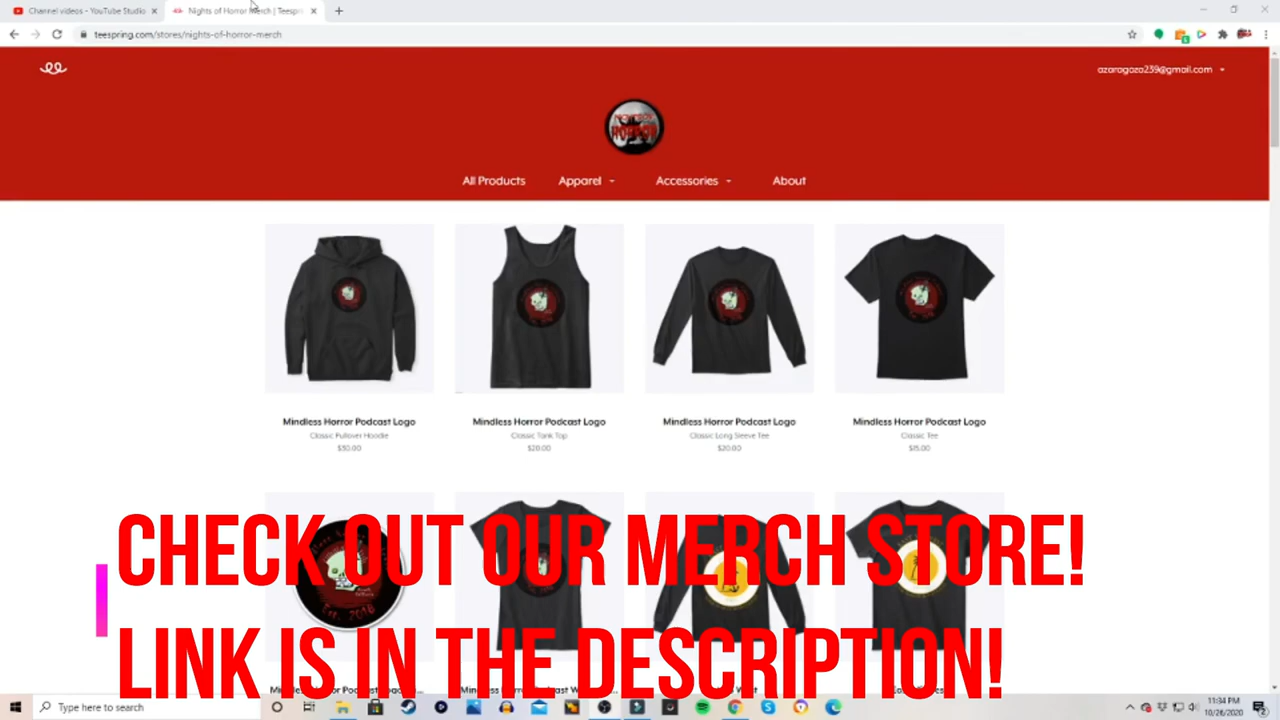 Channel videos - YouTube Studio
Nights of Horror Merch | Teespri
teespring.com/stores/nights-of-horror-merch
azaragoza239@gmail.com
HORROR
All Products
Apparel
Accessories
About
Mindless Horror Podcast Logo
Classic Pullover Hoodie
$30.00
Mindless Horror Podcast Logo
Classic Tank Top
$20.00
Mindless Horror Podcast Logo
Classic Long Sleeve Tee
$20.00
Mindless Horror Podcast Logo
Classic Tee
$15.00
CHECK OUT OUR MERCH STORE!
Est. 2018
LINK IS IN THE DESCRIPTION!
Type here to search
11:34 PM
10/26/2020